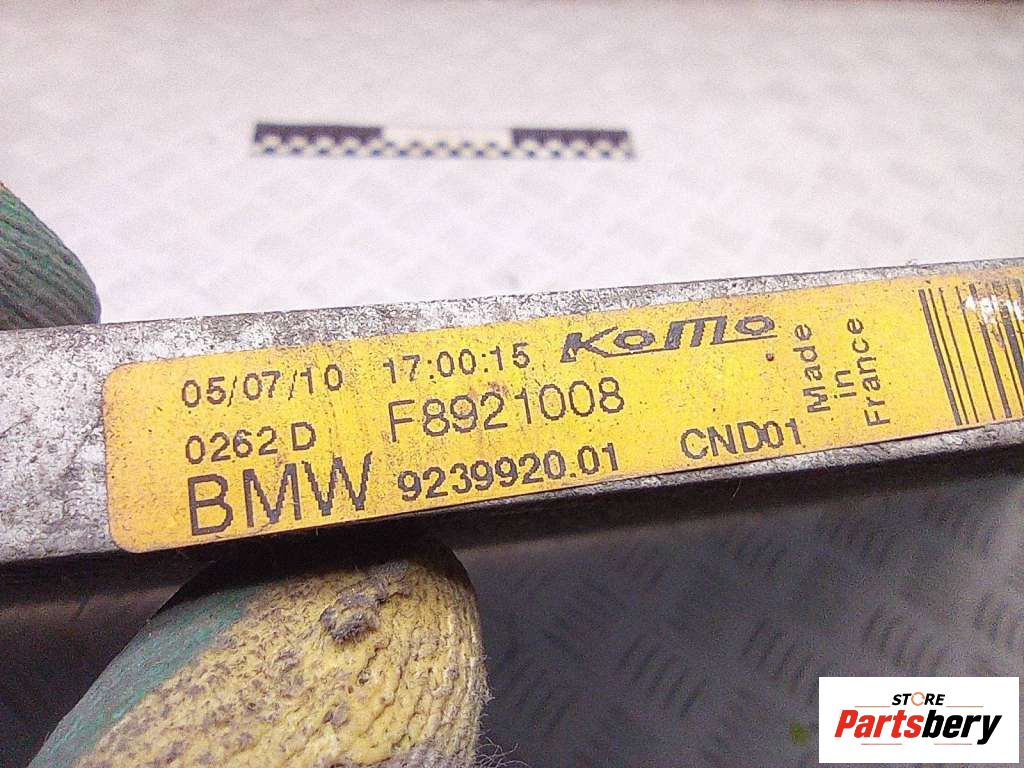 05/07/10 17:00:15 KoMo
0262 D F8921008
BMW 9239920.01 CND01
Made
in
France
STORE
Partsbery